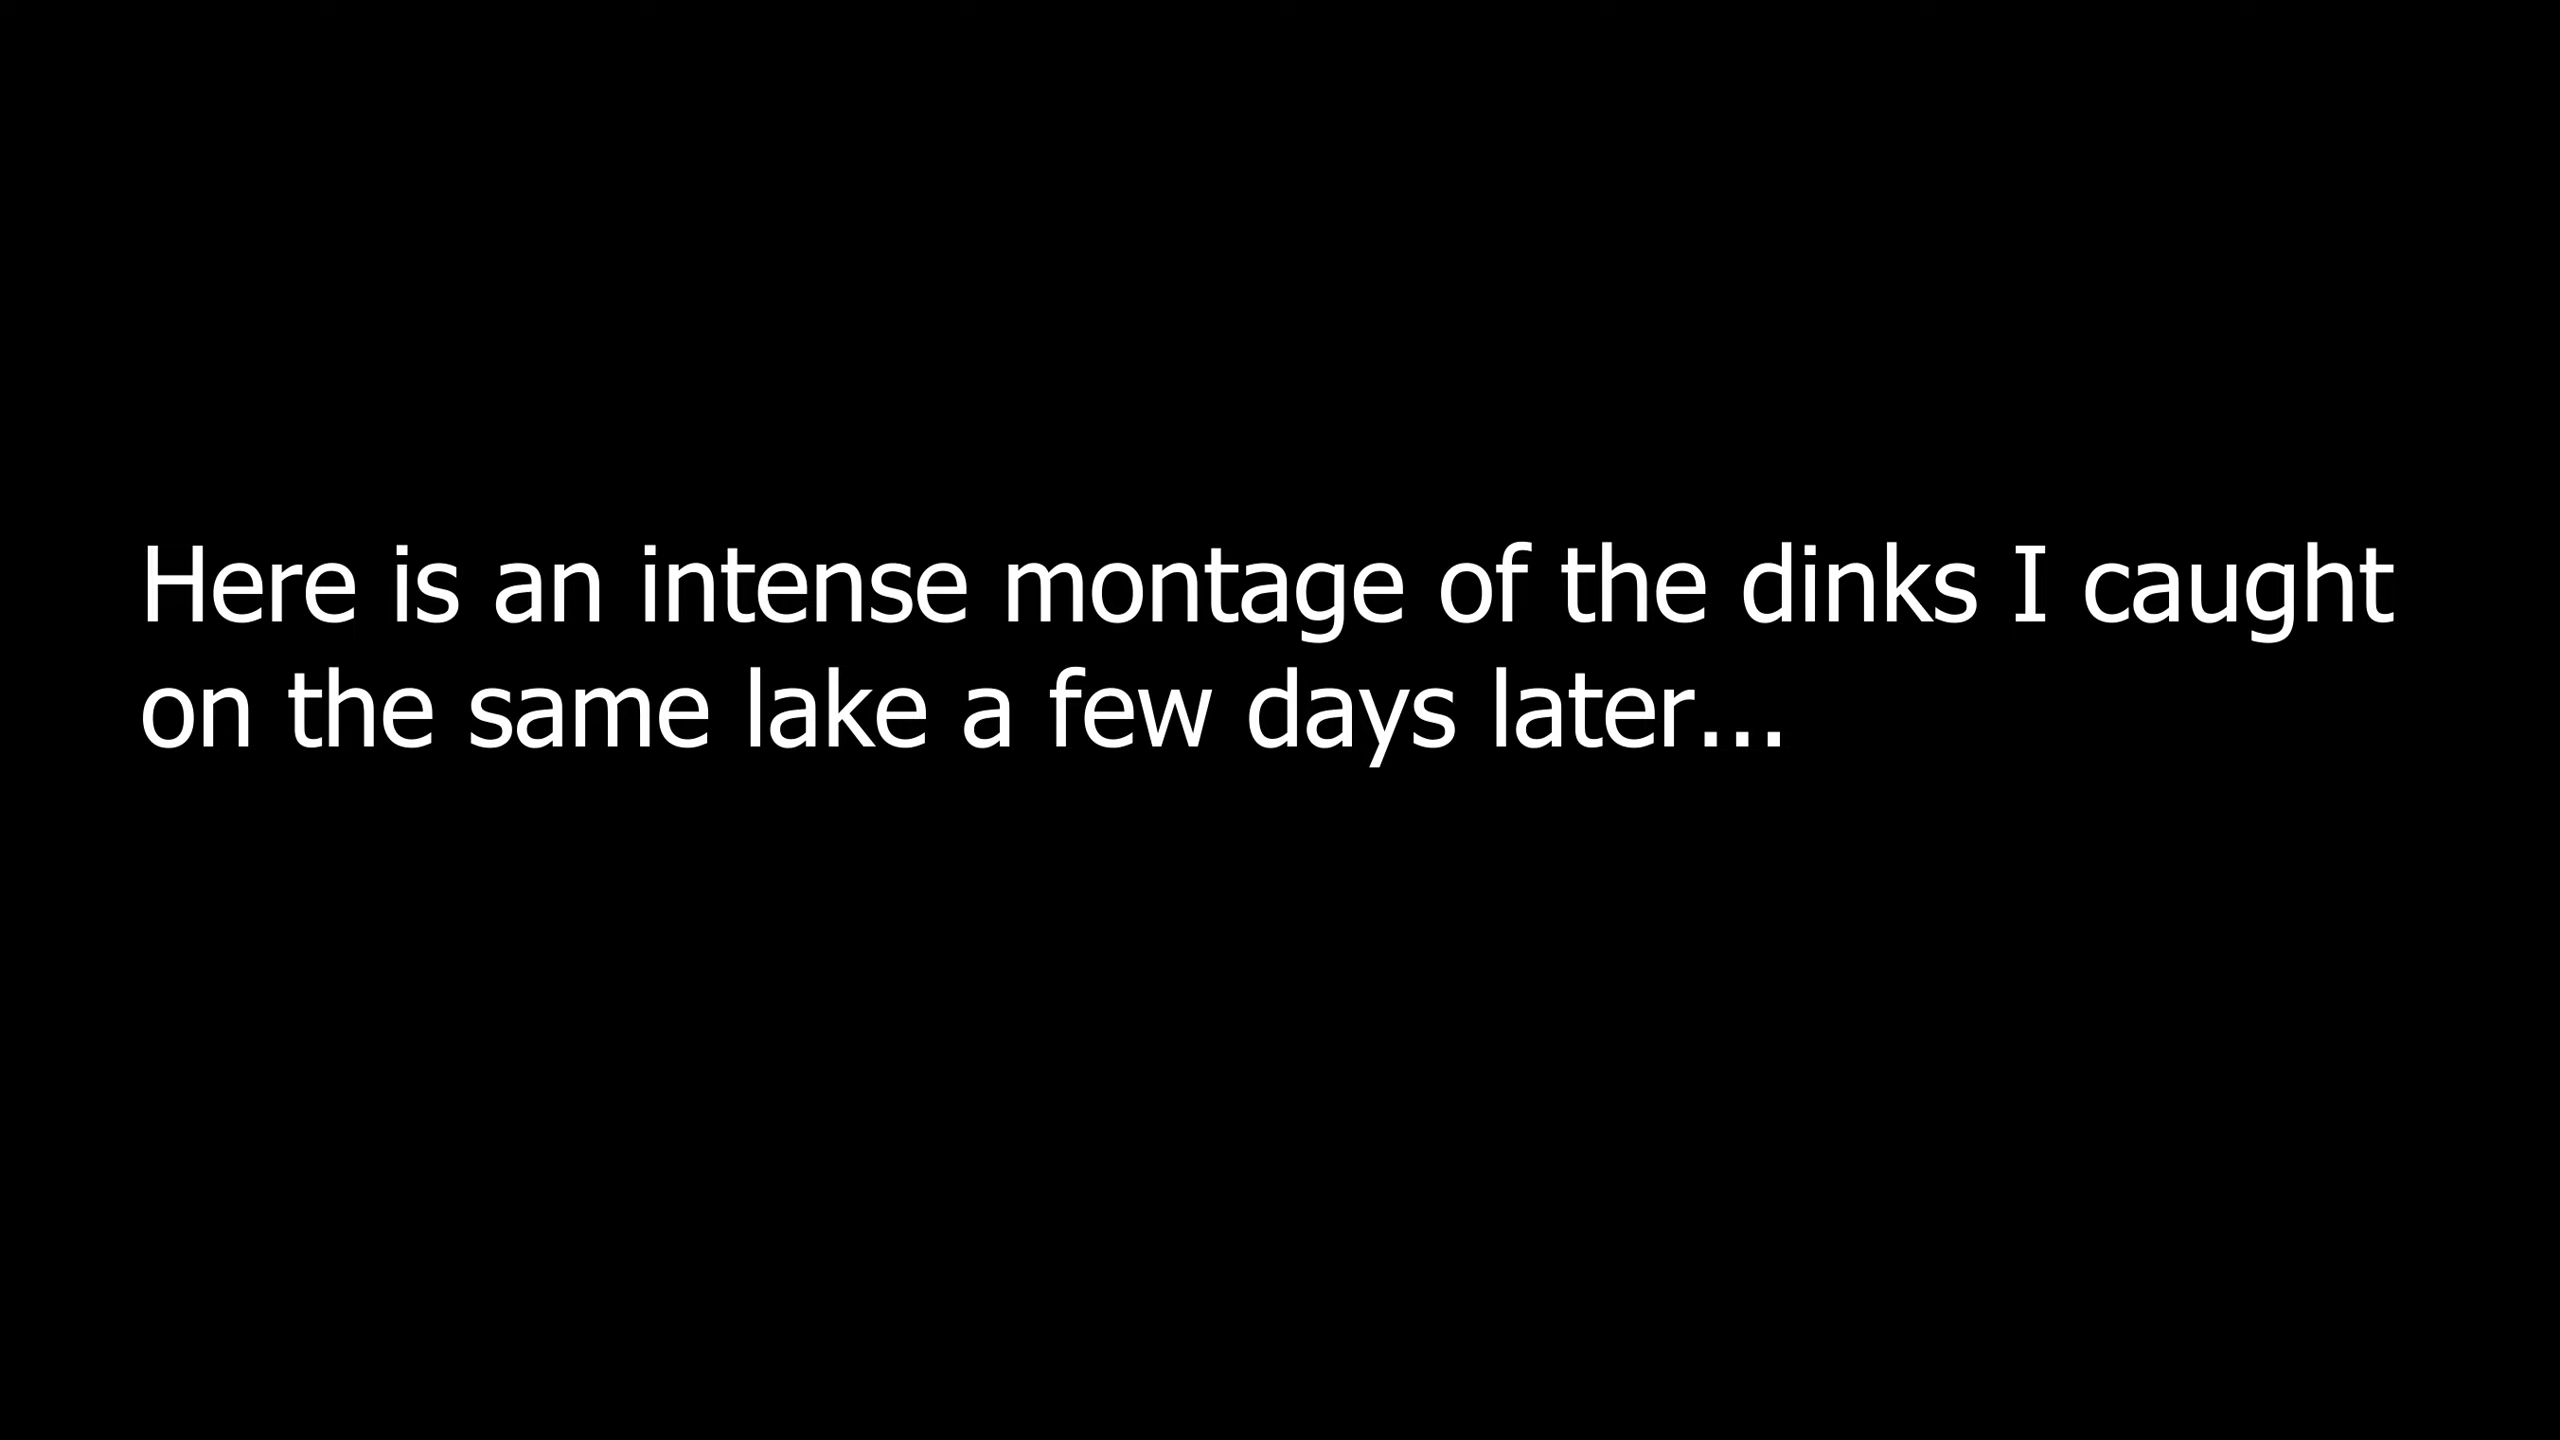 Here is an intense montage of the dinks I caught
on the same lake a few days later...